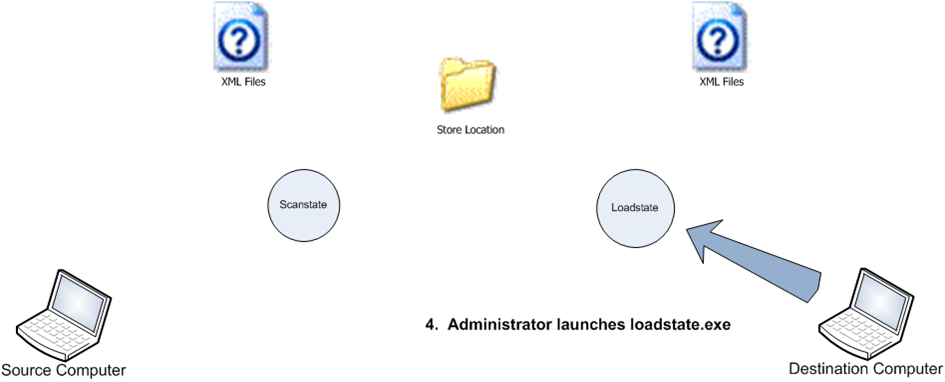 XML Files
XML Files
Store Location
Scanstate
Loadstate
4. Administrator launches loadstate.exe
Source Computer
Destination Computer